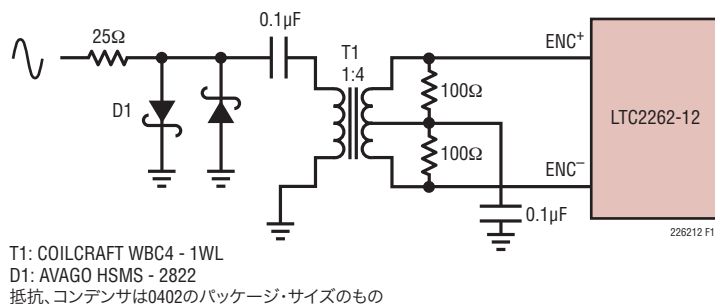 0.1µF
25Ω
T1
1:4
ENC+
100Ω
D1
LTC2262-12
100Ω
ENC–
0.1µF
226212 F1
T1: COILCRAFT WBC4 - 1WL
D1: AVAGO HSMS - 2822
抵抗、コンデンサは0402のパッケージ・サイズのもの